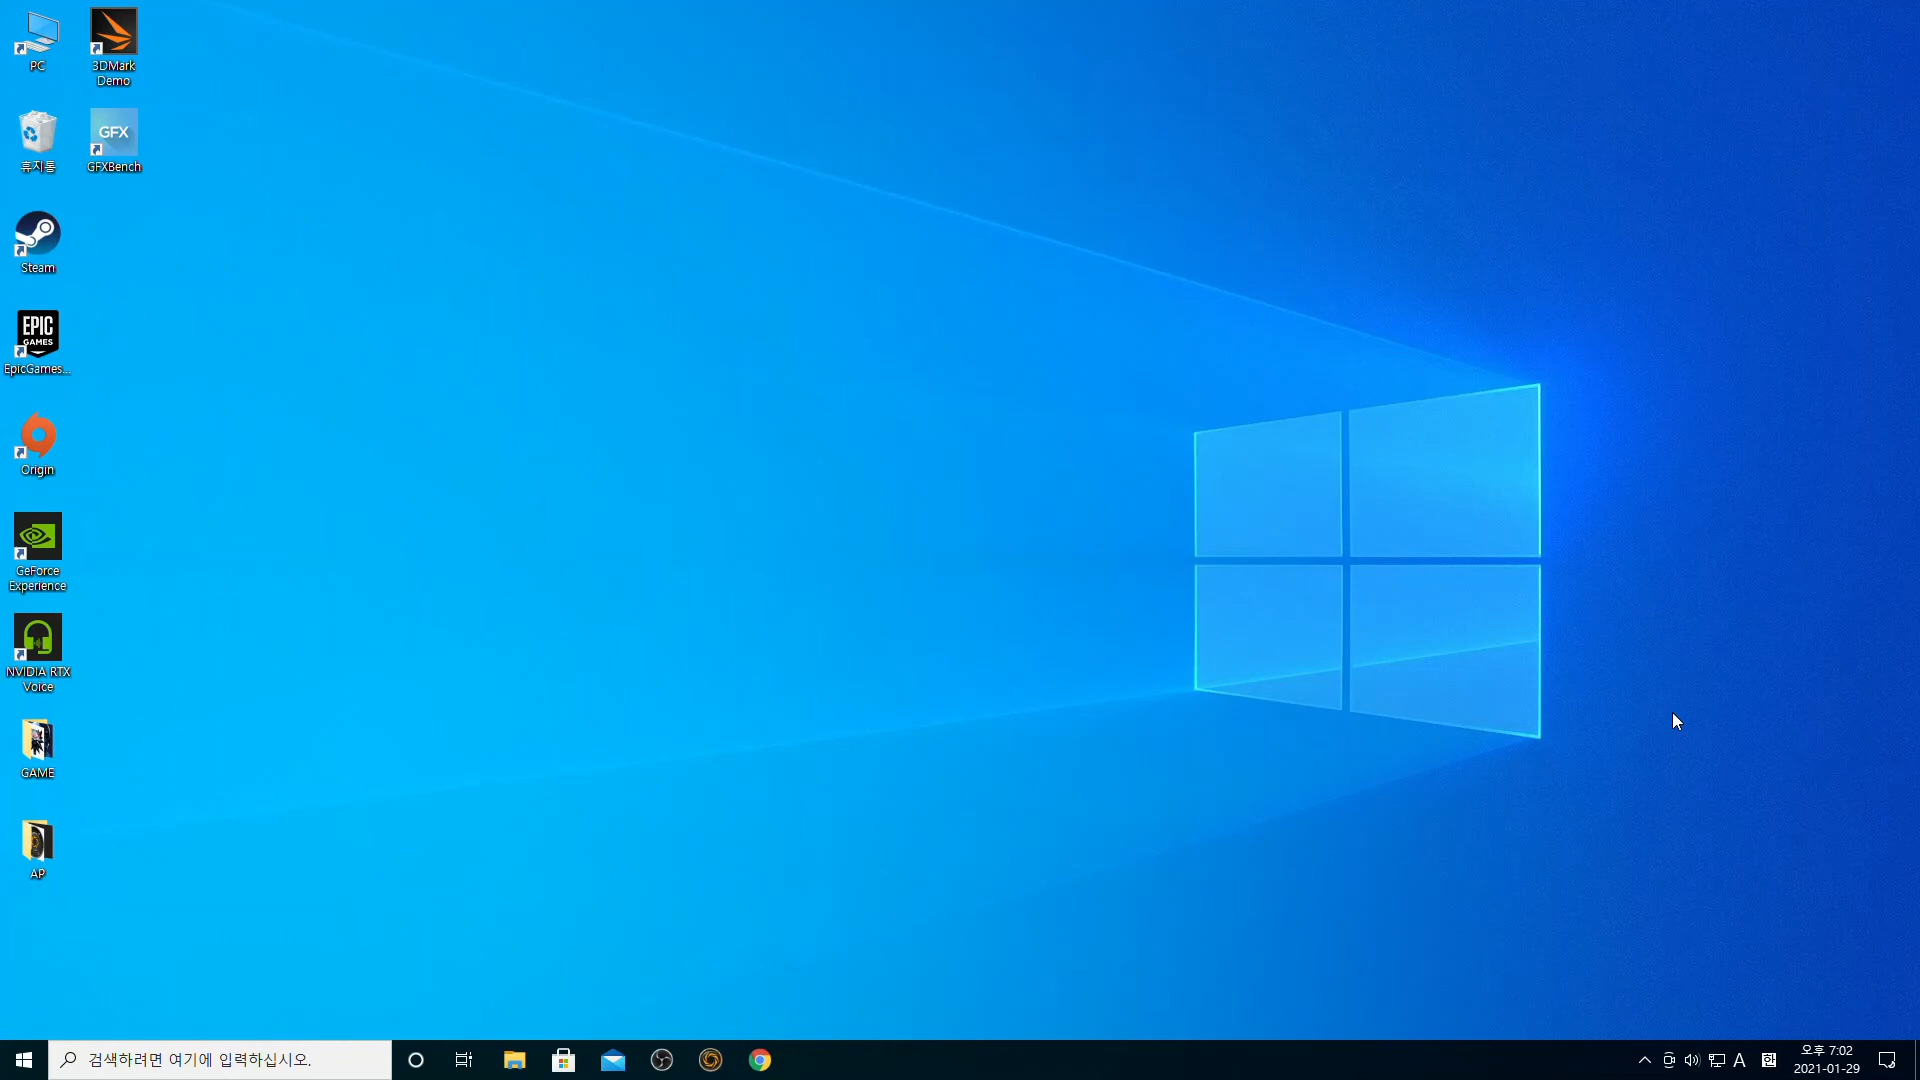 PC
3DMark
Demo
휴지통
GFX
GFXBench
Steam
EPIC
GAMES
EpicGames...
Origin
GeForce
Experience
NVIDIA RTX
Voice
GAME
AP
검색하려면 여기에 입력하십시오.
A
한
오후 7:02
2021-01-29